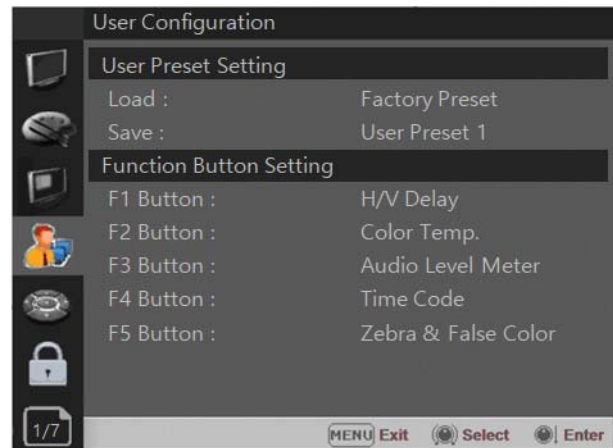 User Configuration
User Preset Setting
Load : Factory Preset
Save : User Preset 1
Function Button Setting
F1 Button : H/V Delay
F2 Button : Color Temp.
F3 Button : Audio Level Meter
F4 Button : Time Code
F5 Button : Zebra & False Color
1/7
MENU Exit Select Enter